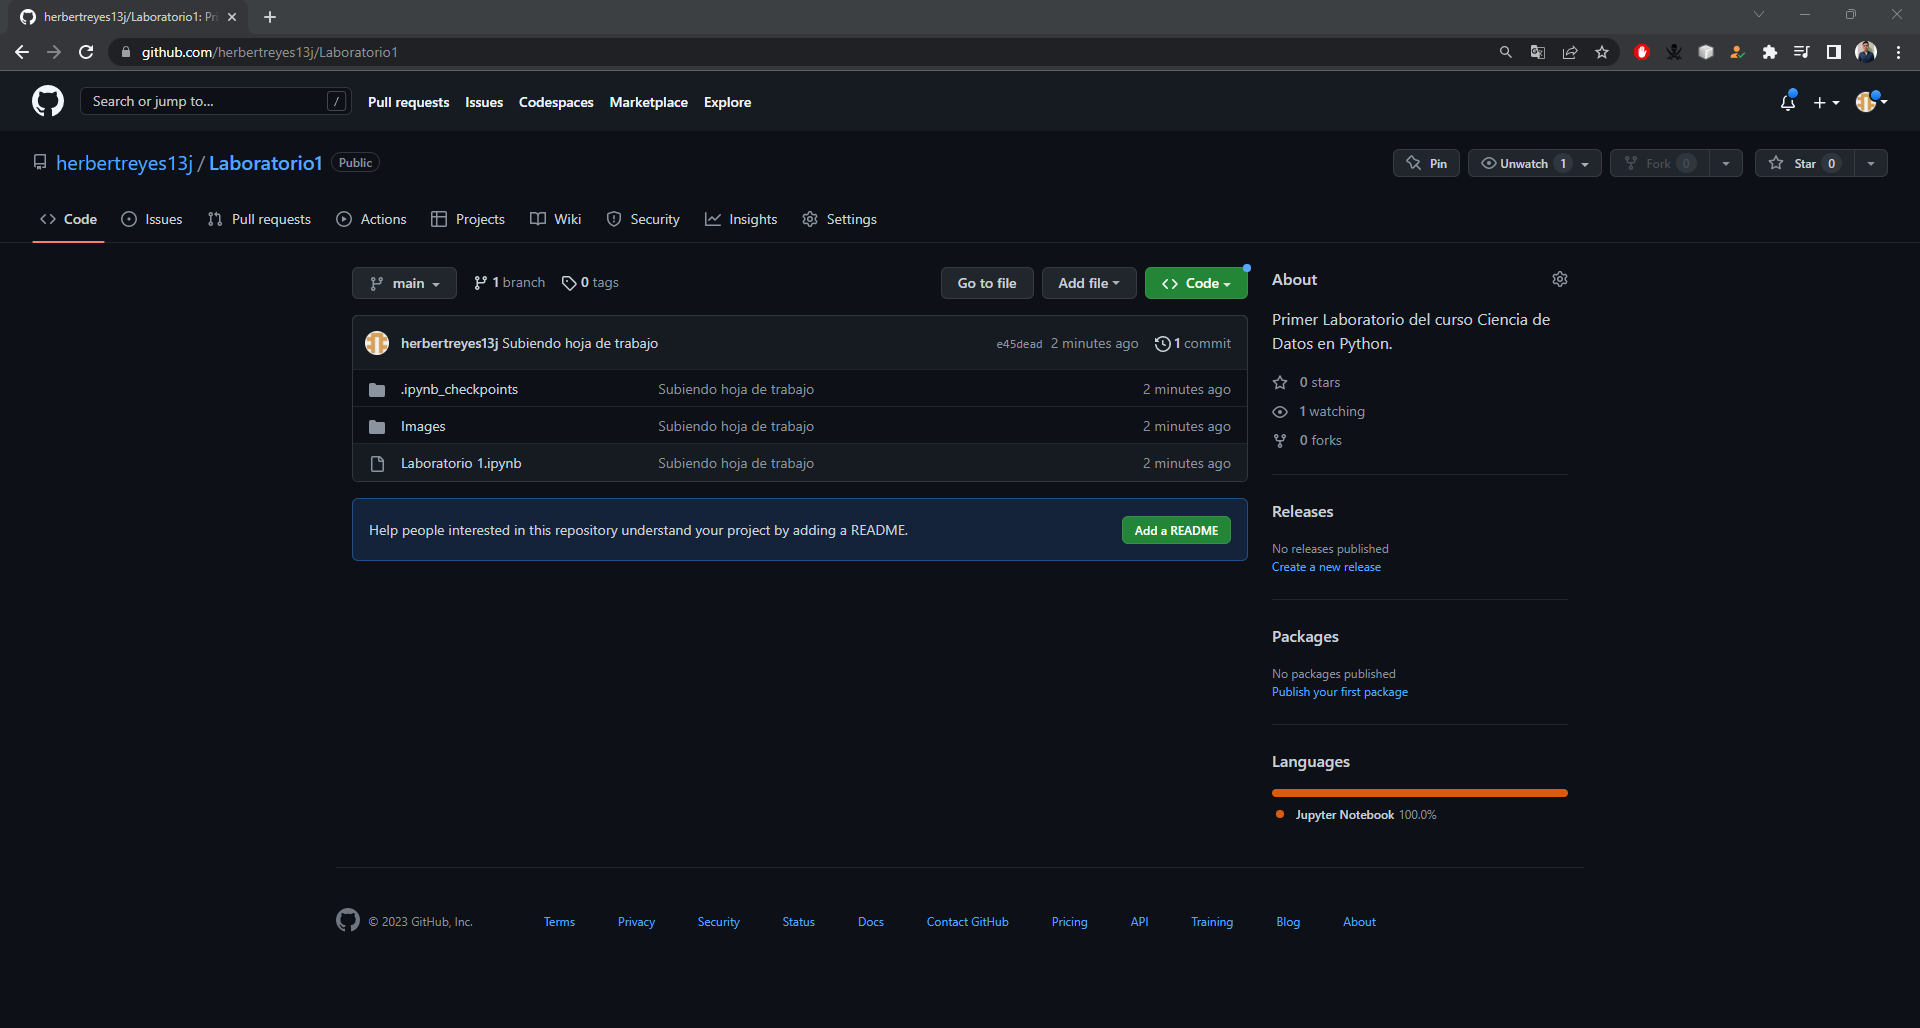 herbertreyes13j/Laboratorio1: Pri
github.com/herbertreyes13j/Laboratorio1
Search or jump to... /
Pull requests Issues Codespaces Marketplace Explore
herbertreyes13j / Laboratorio1 Public
Pin Unwatch 1 Fork 0 Star 0
Code Issues Pull requests Actions Projects Wiki Security Insights Settings
main 1 branch 0 tags Go to file Add file Code
herbertreyes13j Subiendo hoja de trabajo e45dead 2 minutes ago 1 commit
.ipynb_checkpoints Subiendo hoja de trabajo 2 minutes ago
Images Subiendo hoja de trabajo 2 minutes ago
Laboratorio 1.ipynb Subiendo hoja de trabajo 2 minutes ago
Help people interested in this repository understand your project by adding a README. Add a README
About
Primer Laboratorio del curso Ciencia de
Datos en Python.
0 stars
1 watching
0 forks
Releases
No releases published
Create a new release
Packages
No packages published
Publish your first package
Languages
Jupyter Notebook 100.0%
© 2023 GitHub, Inc. Terms Privacy Security Status Docs Contact GitHub Pricing API Training Blog About